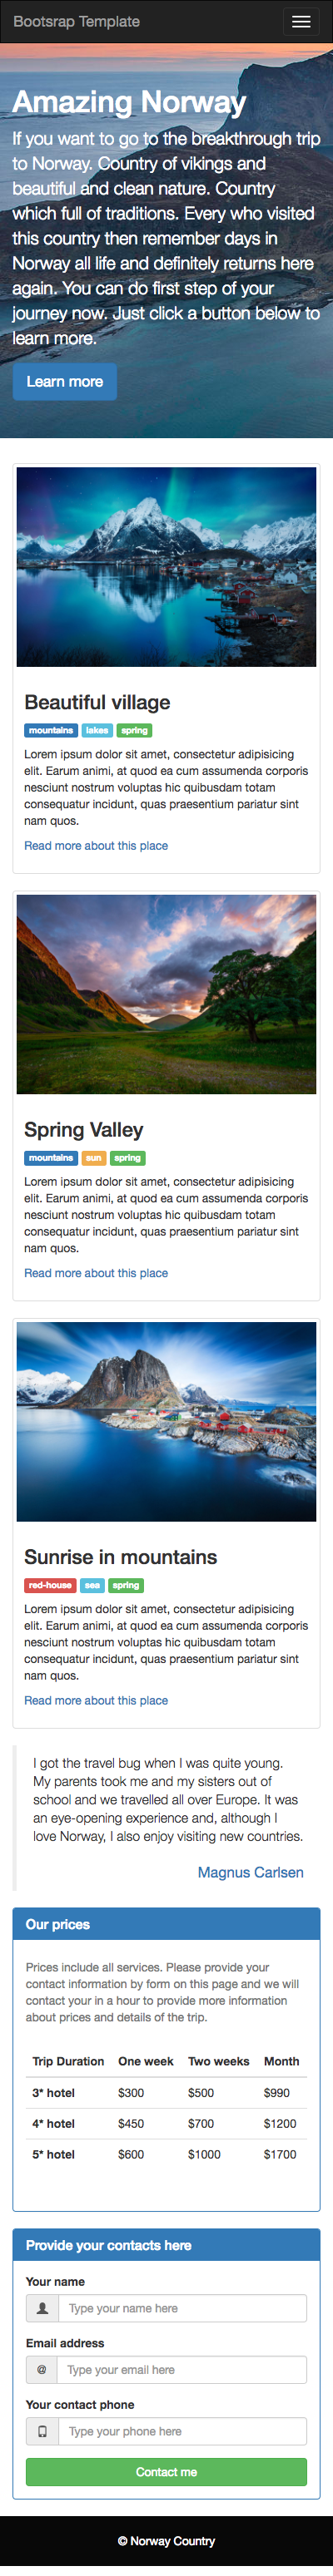 Bootsrap Template
Amazing Norway
If you want to go to the breakthrough trip
to Norway. Country of vikings and
beautiful and clean nature. Country
which full of traditions. Every who visited
this country then remember days in
Norway all life and definitely returns here
again. You can do first step of your
journey now. Just click a button below to
learn more.
Learn more
Beautiful village
mountains lakes spring
Lorem ipsum dolor sit amet, consectetur adipisicing
elit. Earum animi, at quod ea cum assumenda corporis
nesciunt nostrum voluptas hic quibusdam totam
consequatur incidunt, quas praesentium pariatur sint
nam quos.
Read more about this place
Spring Valley
mountains sun spring
Lorem ipsum dolor sit amet, consectetur adipisicing
elit. Earum animi, at quod ea cum assumenda corporis
nesciunt nostrum voluptas hic quibusdam totam
consequatur incidunt, quas praesentium pariatur sint
nam quos.
Read more about this place
Sunrise in mountains
red-house sea spring
Lorem ipsum dolor sit amet, consectetur adipisicing
elit. Earum animi, at quod ea cum assumenda corporis
nesciunt nostrum voluptas hic quibusdam totam
consequatur incidunt, quas praesentium pariatur sint
nam quos.
Read more about this place
I got the travel bug when I was quite young.
My parents took me and my sisters out of
school and we travelled all over Europe. It was
an eye-opening experience and, although I
love Norway, I also enjoy visiting new countries.
Magnus Carlsen
Our prices
Prices include all services. Please provide your
contact information by form on this page and we will
contact your in a hour to provide more information
about prices and details of the trip.
Trip Duration One week Two weeks Month
3* hotel $300 $500 $990
4* hotel $450 $700 $1200
5* hotel $600 $1000 $1700
Provide your contacts here
Your name
Type your name here
Email address
@ Type your email here
Your contact phone
Type your phone here
Contact me
© Norway Country